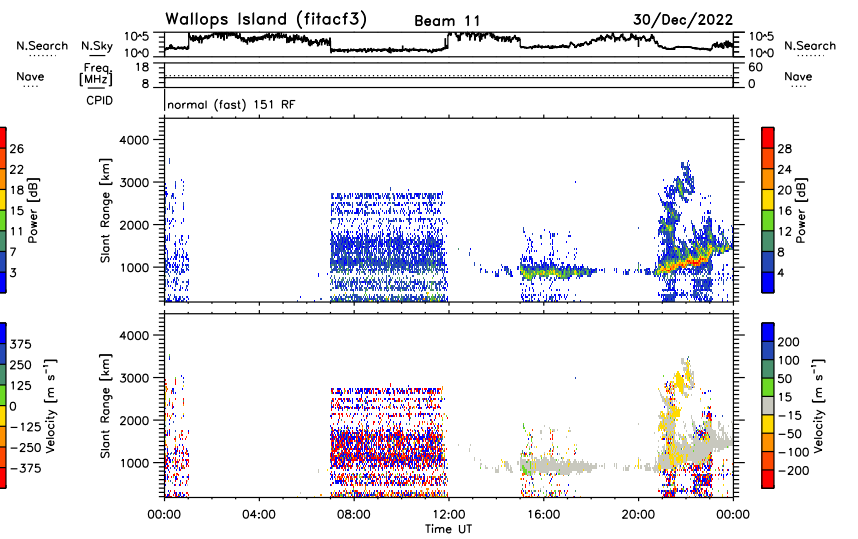 Wallops Island (fitacf3) Beam 11 30/Dec/2022
N.Search N.Sky 10^5 10^5 N.Search
10^0 10^0
Nave Freq. [MHz] 18 60 Nave
8 0
CPID normal (fast) 151 RF
26 22 18 15 11 7 3
Power [dB]
4000 3000 2000 1000
Slant Range [km]
28 24 20 16 12 8 4
Power [dB]
375 250 125 0 -125 -250 -375
Velocity [m s⁻¹]
4000 3000 2000 1000
Slant Range [km]
200 100 50 15 -15 -50 -100 -200
Velocity [m s⁻¹]
00:00 04:00 08:00 12:00 16:00 20:00 00:00
Time UT